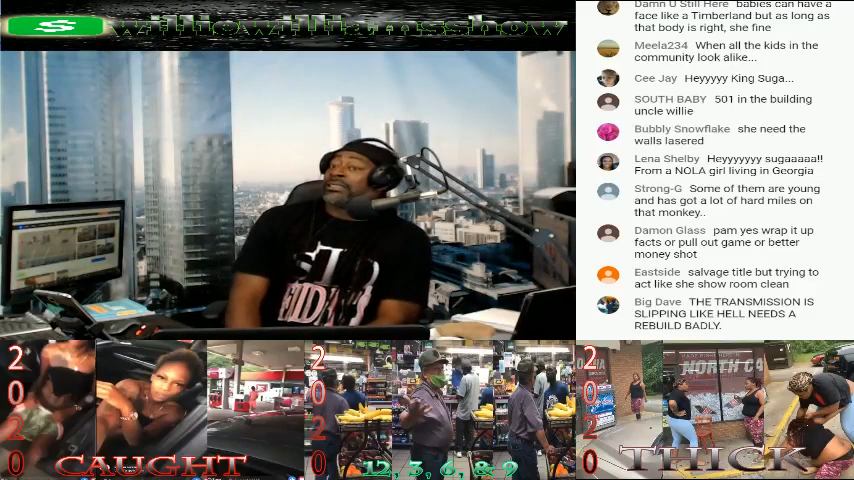 $williewilliamsshow
Damn U Still Here babies can have a
face like a Timberland but as long as
that body is right, she fine
Meela234 When all the kids in the
community look alike...
Cee Jay Heyyyyy King Suga...
SOUTH BABY 501 in the building
uncle willie
Bubbly Snowflake she need the
walls lasered
Lena Shelby Heyyyyyyy sugaaaaa!!
From a NOLA girl living in Georgia
Strong-G Some of them are young
and has got a lot of hard miles on
that monkey..
Damon Glass pam yes wrap it up
facts or pull out game or better
money shot
Eastside salvage title but trying to
act like she show room clean
Big Dave THE TRANSMISSION IS
SLIPPING LIKE HELL NEEDS A
REBUILD BADLY.
2020
CAUGHT
2020
12, 3, 6, & 9
2020
NORTH C
THICK